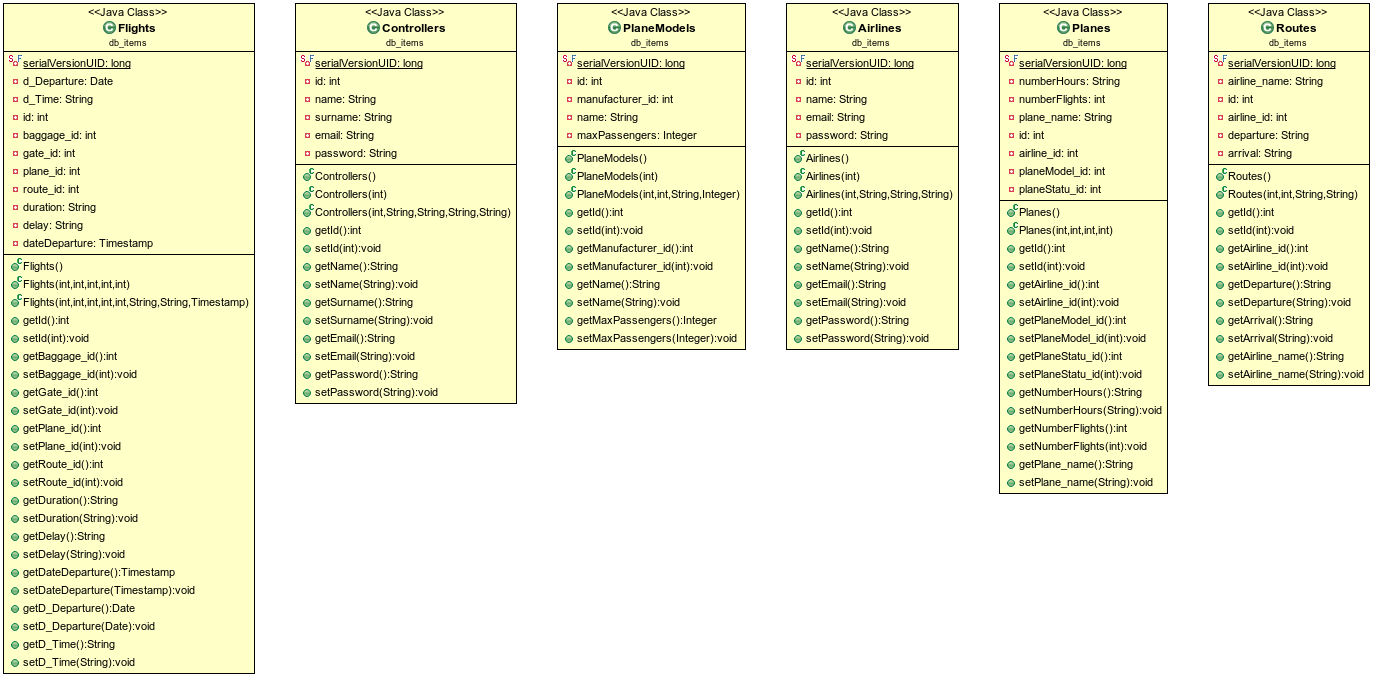 <<Java Class>>
Flights
db_items
serialVersionUID: long
d_Departure: Date
d_Time: String
id: int
baggage_id: int
gate_id: int
plane_id: int
route_id: int
duration: String
delay: String
dateDeparture: Timestamp
Flights()
Flights(int,int,int,int,int)
Flights(int,int,int,int,int,String,String,Timestamp)
getId():int
setId(int):void
getBaggage_id():int
setBaggage_id(int):void
getGate_id():int
setGate_id(int):void
getPlane_id():int
setPlane_id(int):void
getRoute_id():int
setRoute_id(int):void
getDuration():String
setDuration(String):void
getDelay():String
setDelay(String):void
getDateDeparture():Timestamp
setDateDeparture(Timestamp):void
getD_Departure():Date
setD_Departure(Date):void
getD_Time():String
setD_Time(String):void
<<Java Class>>
Controllers
db_items
serialVersionUID: long
id: int
name: String
surname: String
email: String
password: String
Controllers()
Controllers(int)
Controllers(int,String,String,String,String)
getId():int
setId(int):void
getName():String
setName(String):void
getSurname():String
setSurname(String):void
getEmail():String
setEmail(String):void
getPassword():String
setPassword(String):void
<<Java Class>>
PlaneModels
db_items
serialVersionUID: long
id: int
manufacturer_id: int
name: String
maxPassengers: Integer
PlaneModels()
PlaneModels(int)
PlaneModels(int,int,String,Integer)
getId():int
setId(int):void
getManufacturer_id():int
setManufacturer_id(int):void
getName():String
setName(String):void
getMaxPassengers():Integer
setMaxPassengers(Integer):void
<<Java Class>>
Airlines
db_items
serialVersionUID: long
id: int
name: String
email: String
password: String
Airlines()
Airlines(int)
Airlines(int,String,String,String)
getId():int
setId(int):void
getName():String
setName(String):void
getEmail():String
setEmail(String):void
getPassword():String
setPassword(String):void
<<Java Class>>
Planes
db_items
serialVersionUID: long
numberHours: String
numberFlights: int
plane_name: String
id: int
airline_id: int
planeModel_id: int
planeStatu_id: int
Planes()
Planes(int,int,int,int)
getId():int
setId(int):void
getAirline_id():int
setAirline_id(int):void
getPlaneModel_id():int
setPlaneModel_id(int):void
getPlaneStatu_id():int
setPlaneStatu_id(int):void
getNumberHours():String
setNumberHours(String):void
getNumberFlights():int
setNumberFlights(int):void
getPlane_name():String
setPlane_name(String):void
<<Java Class>>
Routes
db_items
serialVersionUID: long
airline_name: String
id: int
airline_id: int
departure: String
arrival: String
Routes()
Routes(int,int,String,String)
getId():int
setId(int):void
getAirline_id():int
setAirline_id(int):void
getDeparture():String
setDeparture(String):void
getArrival():String
setArrival(String):void
getAirline_name():String
setAirline_name(String):void